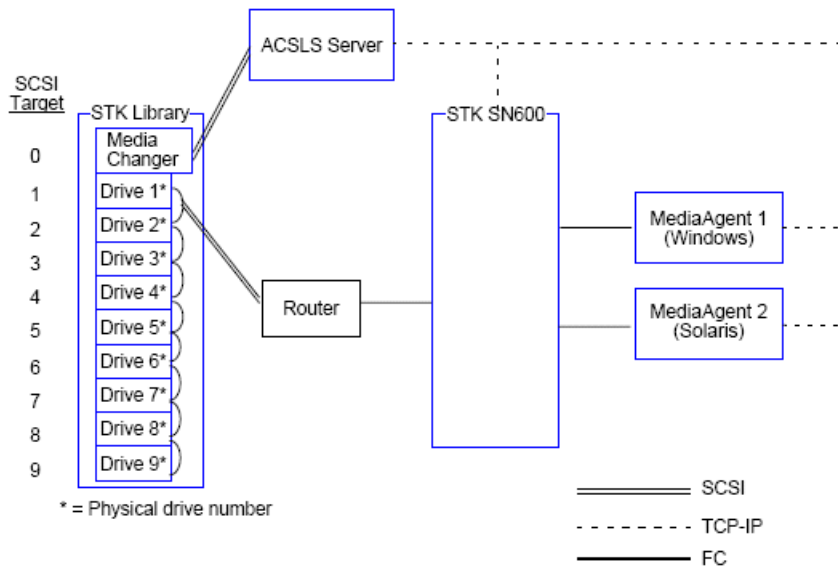 ACSLS Server
SCSI
Target
STK Library
STK SN600
Media
Changer
0
Drive 1*
1
Drive 2*
2
Drive 3*
3
Drive 4*
4
Drive 5*
5
Drive 6*
6
Drive 7*
7
Drive 8*
8
Drive 9*
9
* = Physical drive number
Router
MediaAgent 1
(Windows)
MediaAgent 2
(Solaris)
SCSI
TCP-IP
FC